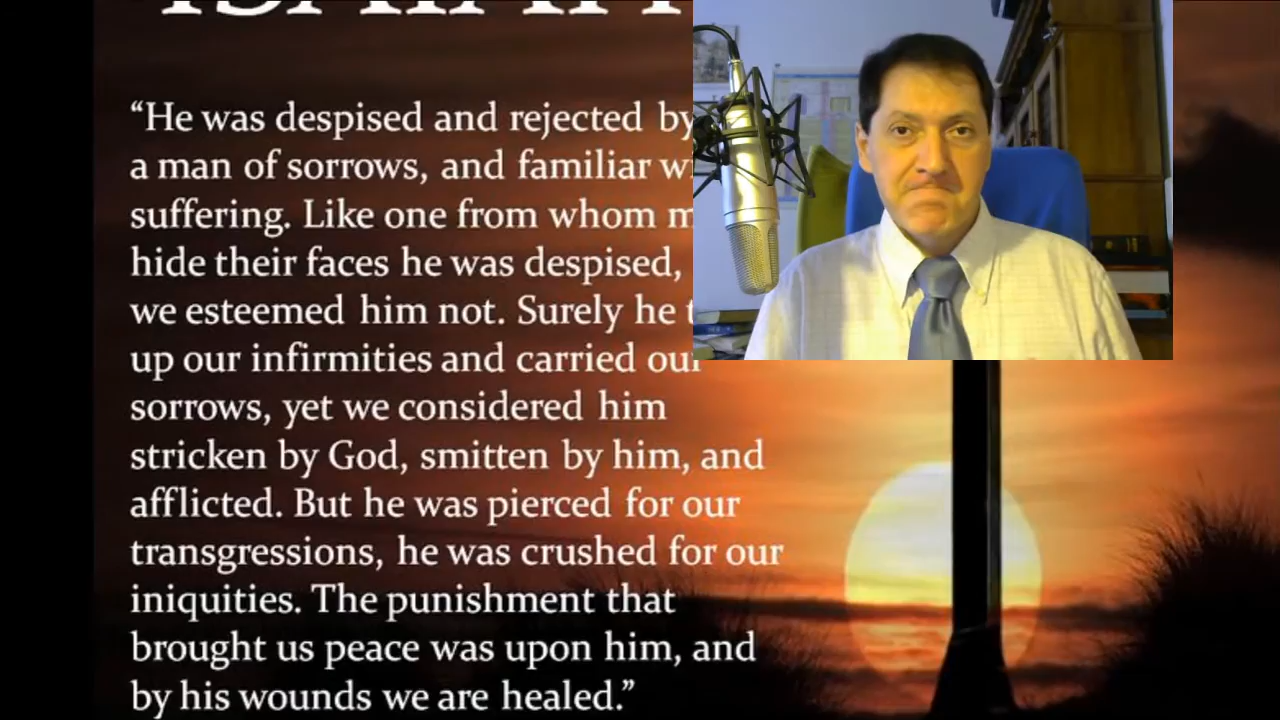 ISAIAH
“He was despised and rejected by
a man of sorrows, and familiar
suffering. Like one from whom
hide their faces he was despised,
we esteemed him not. Surely he
up our infirmities and carried our
sorrows, yet we considered him
stricken by God, smitten by him, and
afflicted. But he was pierced for our
transgressions, he was crushed for our
iniquities. The punishment that
brought us peace was upon him, and
by his wounds we are healed.”